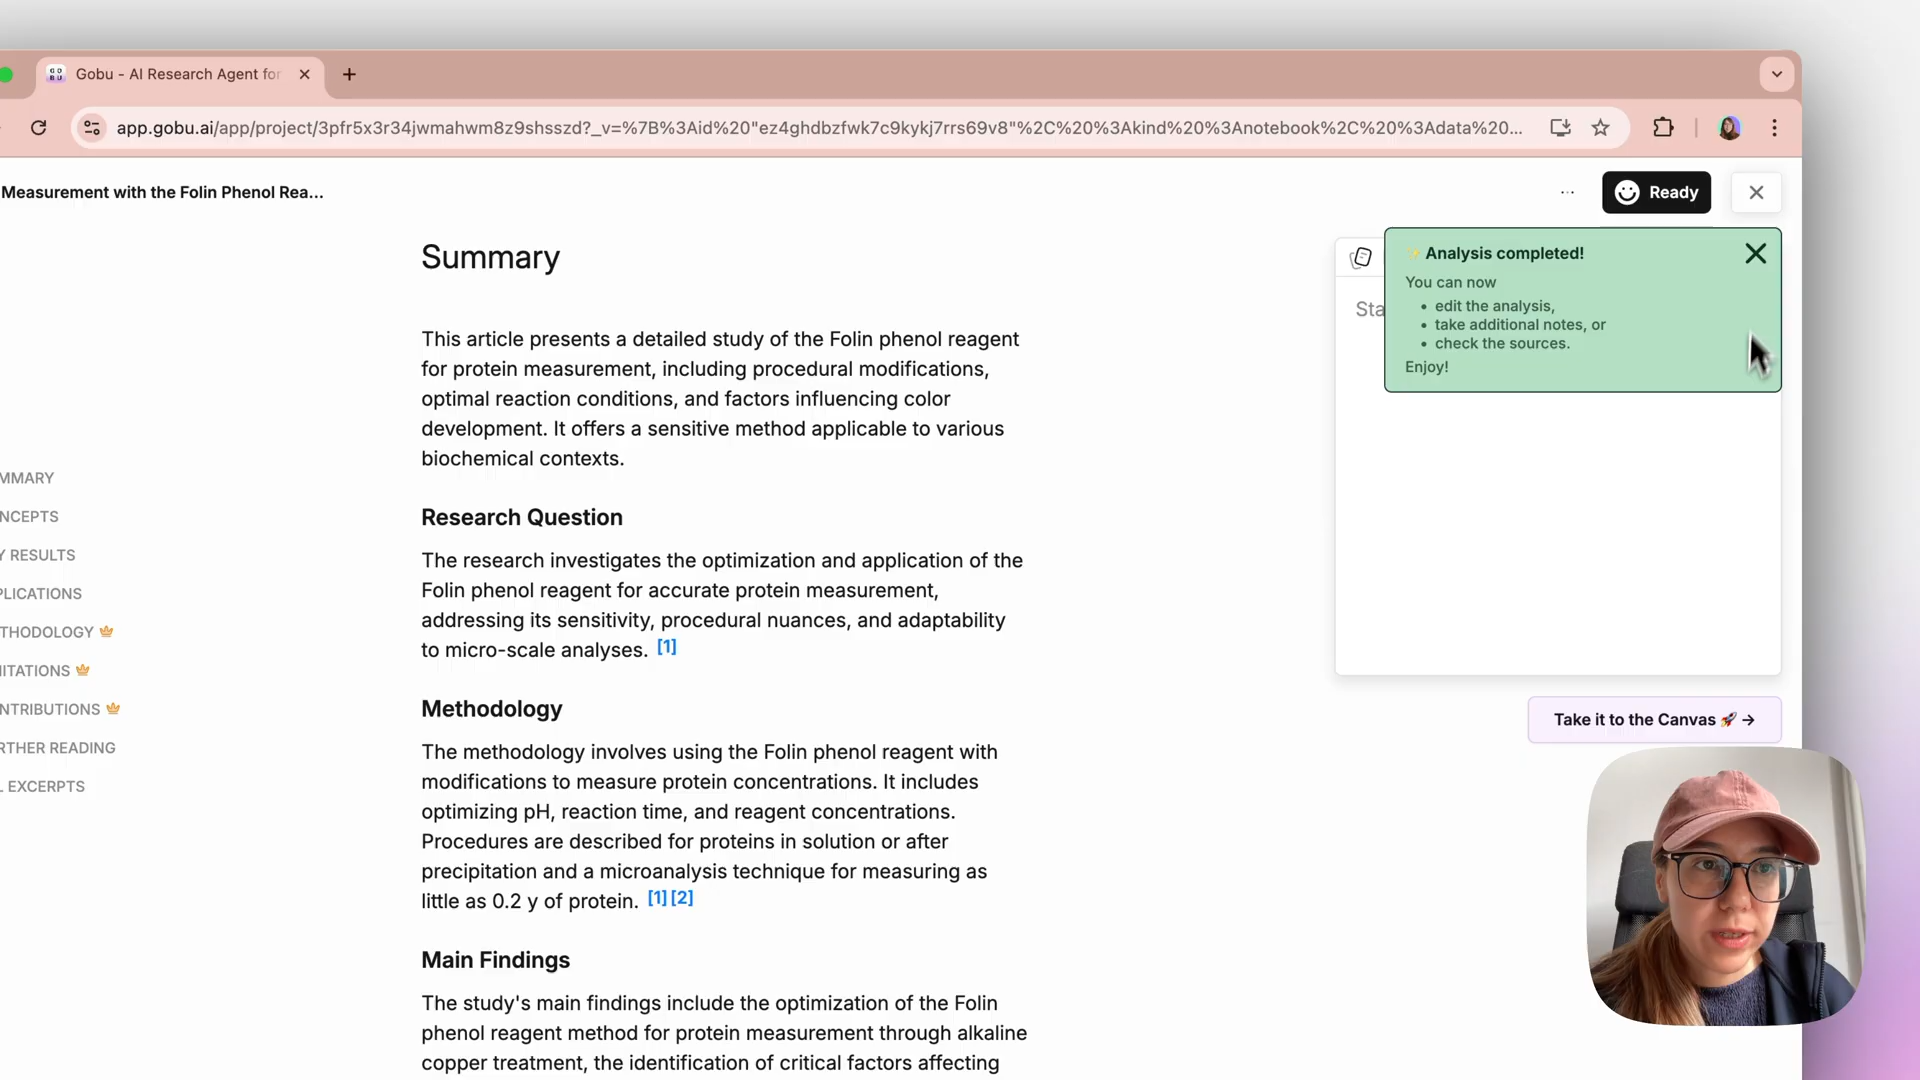 Gobu - AI Research Agent for
app.gobu.ai/app/project/3pfr5x3r34jwmahwm8z9shsszd?_v=%7B%3Aid%20"ez4ghdbzfwk7c9kykj7rrs69v8"%2C%20%3Akind%20%3Anotebook%2C%20%3Adata%20...
Measurement with the Folin Phenol Rea...
Ready
Analysis completed!
You can now
• edit the analysis,
• take additional notes, or
• check the sources.
Enjoy!
Sta
MMARY
NCEPTS
Y RESULTS
PLICATIONS
THODOLOGY
ITATIONS
NTRIBUTIONS
RTHER READING
L EXCERPTS
Summary
This article presents a detailed study of the Folin phenol reagent
for protein measurement, including procedural modifications,
optimal reaction conditions, and factors influencing color
development. It offers a sensitive method applicable to various
biochemical contexts.
Research Question
The research investigates the optimization and application of the
Folin phenol reagent for accurate protein measurement,
addressing its sensitivity, procedural nuances, and adaptability
to micro-scale analyses. [1]
Methodology
The methodology involves using the Folin phenol reagent with
modifications to measure protein concentrations. It includes
optimizing pH, reaction time, and reagent concentrations.
Procedures are described for proteins in solution or after
precipitation and a microanalysis technique for measuring as
little as 0.2 y of protein. [1][2]
Main Findings
The study's main findings include the optimization of the Folin
phenol reagent method for protein measurement through alkaline
copper treatment, the identification of critical factors affecting
Take it to the Canvas 🚀 →